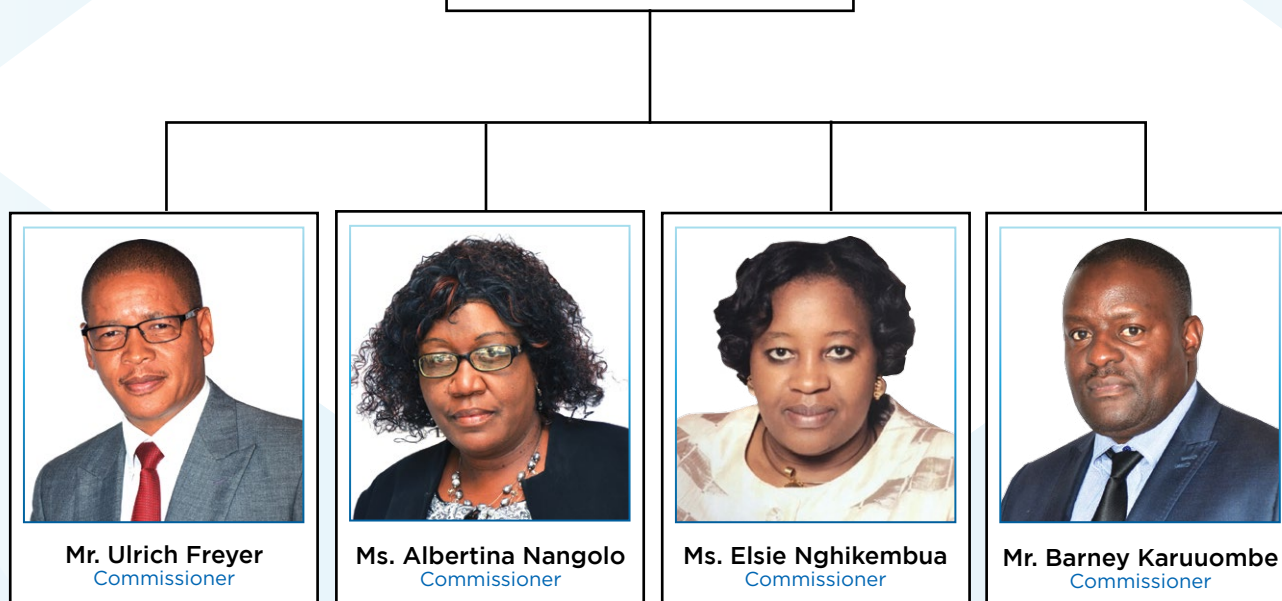 Mr. Ulrich Freyer
Commissioner
Ms. Albertina Nangolo
Commissioner
Ms. Elsie Nghikembua
Commissioner
Mr. Barney Karuuombe
Commissioner